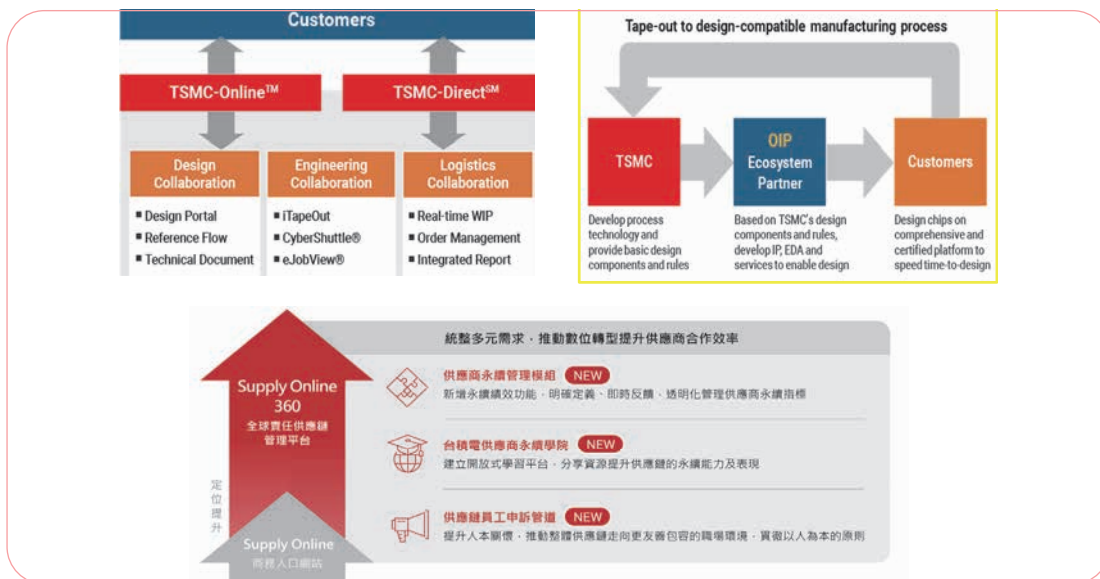 Customers
TSMC-Online™
TSMC-Direct℠
Design
Collaboration
Engineering
Collaboration
Logistics
Collaboration
■ Design Portal
■ Reference Flow
■ Technical Document
■ iTapeOut
■ CyberShuttle®
■ eJobView®
■ Real-time WIP
■ Order Management
■ Integrated Report
Tape-out to design-compatible manufacturing process
TSMC
OIP
Ecosystem
Partner
Customers
Develop process
technology and
provide basic design
components and rules
Based on TSMC's design
components and rules,
develop IP, EDA and
services to enable design
Design chips on
comprehensive and
certified platform to
speed time-to-design
統整多元需求，推動數位轉型提升供應商合作效率
Supply Online
360
全球責任供應鏈
管理平台
定位提升
Supply Online
商務入口網站
供應商永續管理模組 NEW
新增永續績效功能，明確定義、即時反饋，透明化管理供應商永續指標
台積電供應商永續學院 NEW
建立開放式學習平台，分享資源提升供應鏈的永續能力及表現
供應鏈員工申訴管道 NEW
提升人本關懷，推動整體供應鏈走向更友善包容的職場環境，貫徹以人為本的原則